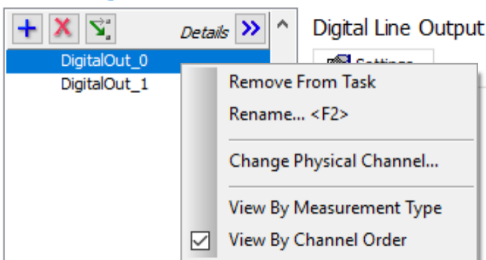 Details
Digital Line Output
Settings
DigitalOut_0
DigitalOut_1
Remove From Task
Rename... <F2>
Change Physical Channel...
View By Measurement Type
View By Channel Order